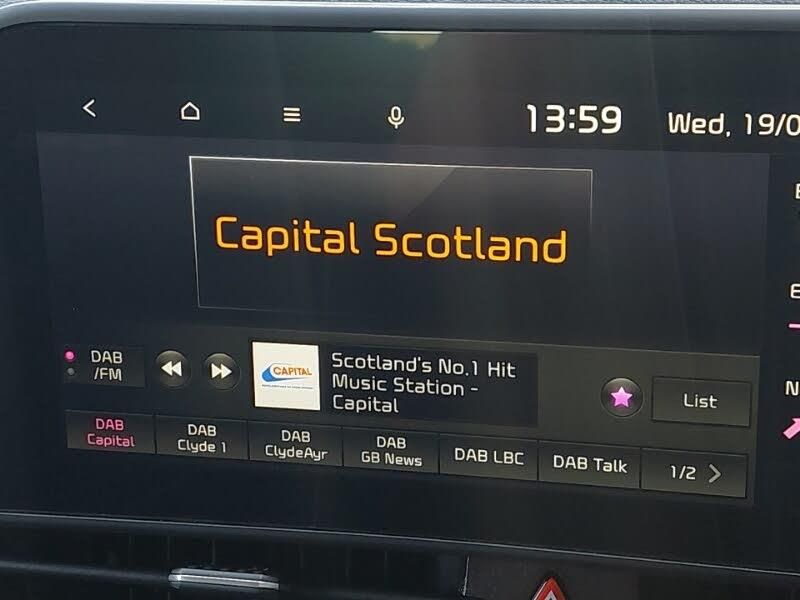 13:59
Wed, 19/0
Capital Scotland
DAB
/FM
CAPITAL
Scotland's No.1 Hit
Music Station -
Capital
List
DAB
Capital
DAB
Clyde 1
DAB
ClydeAyr
DAB
GB News
DAB LBC
DAB Talk
1/2
E
N